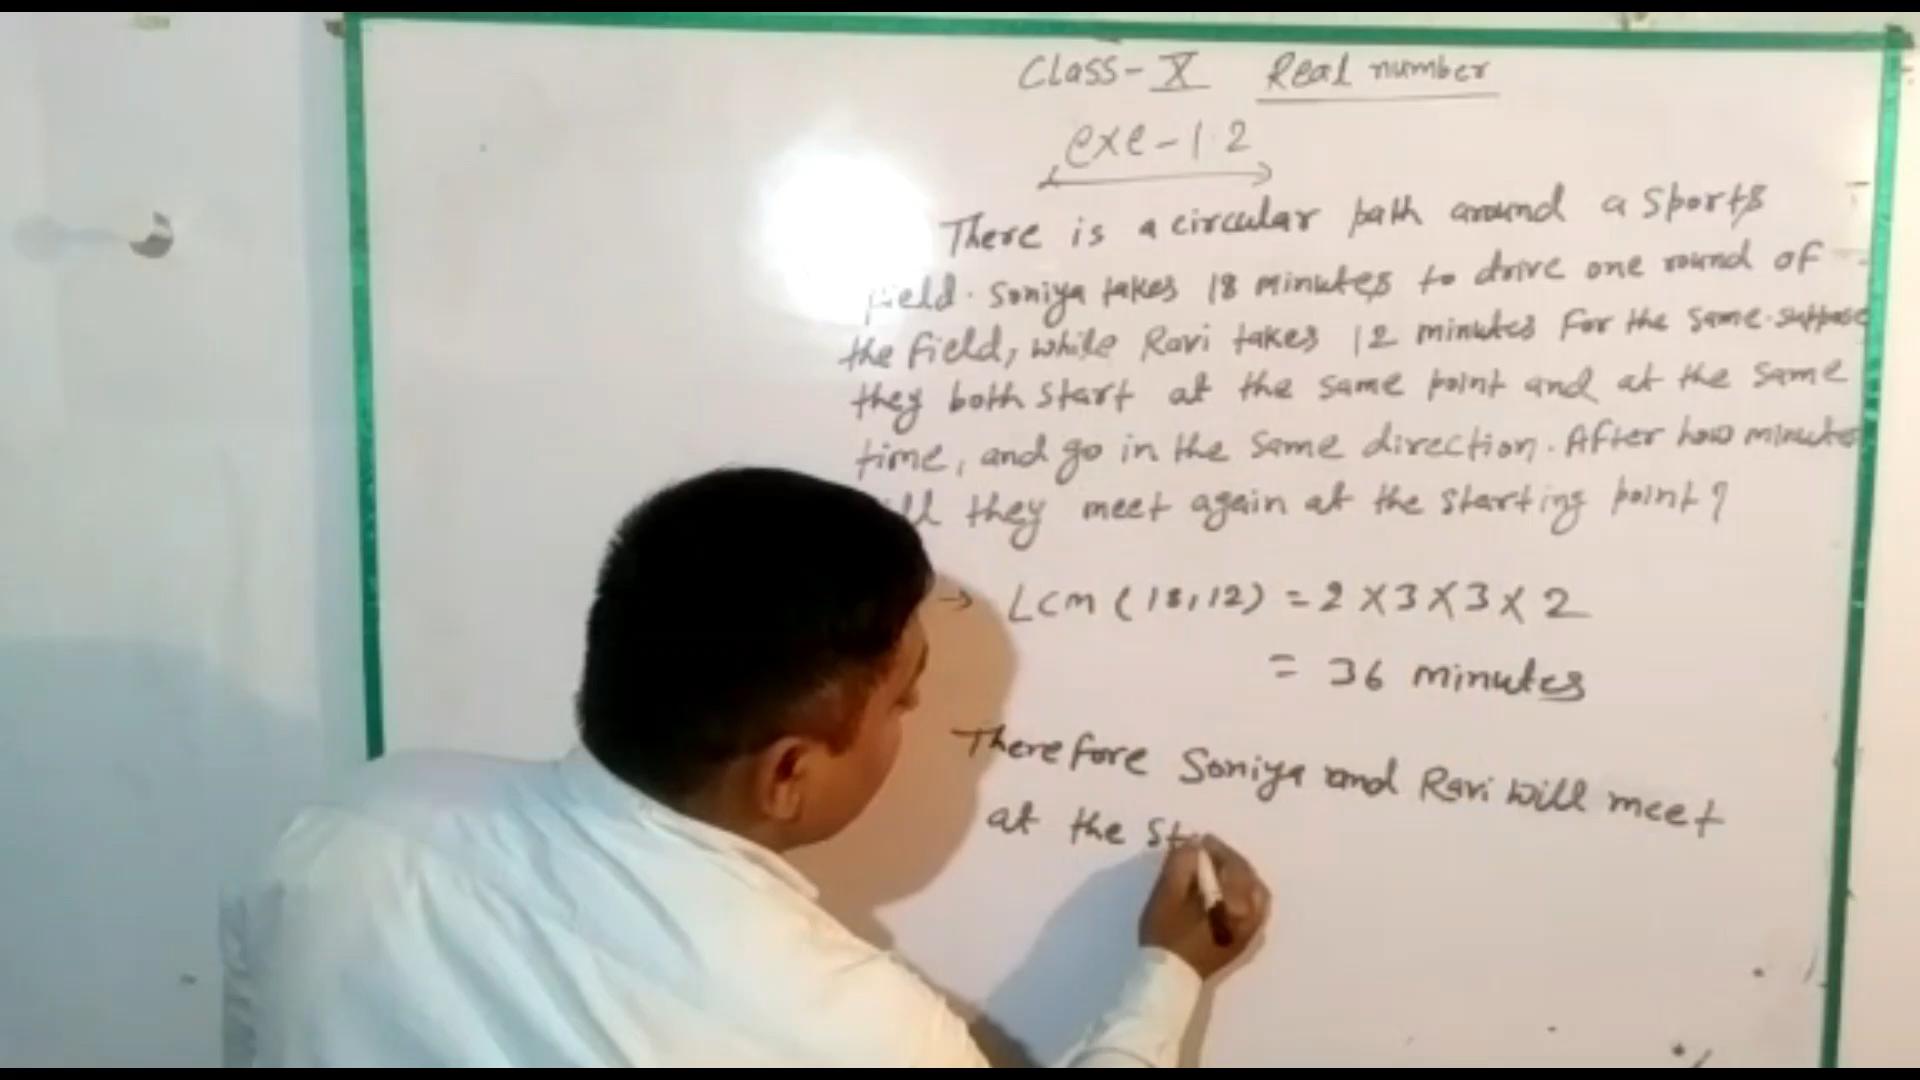 Class - X Real number
exe - 1.2
There is a circular path around a sports
field. Soniya takes 18 minutes to drive one round of
the field, while Ravi takes 12 minutes for the same. suppose
they both start at the same point and at the same
time, and go in the same direction. After how minutes
they meet again at the starting point?
→ LCM (18,12) = 2 X 3 X 3 X 2
= 36 minutes
Therefore Soniya and Ravi will meet
at the St